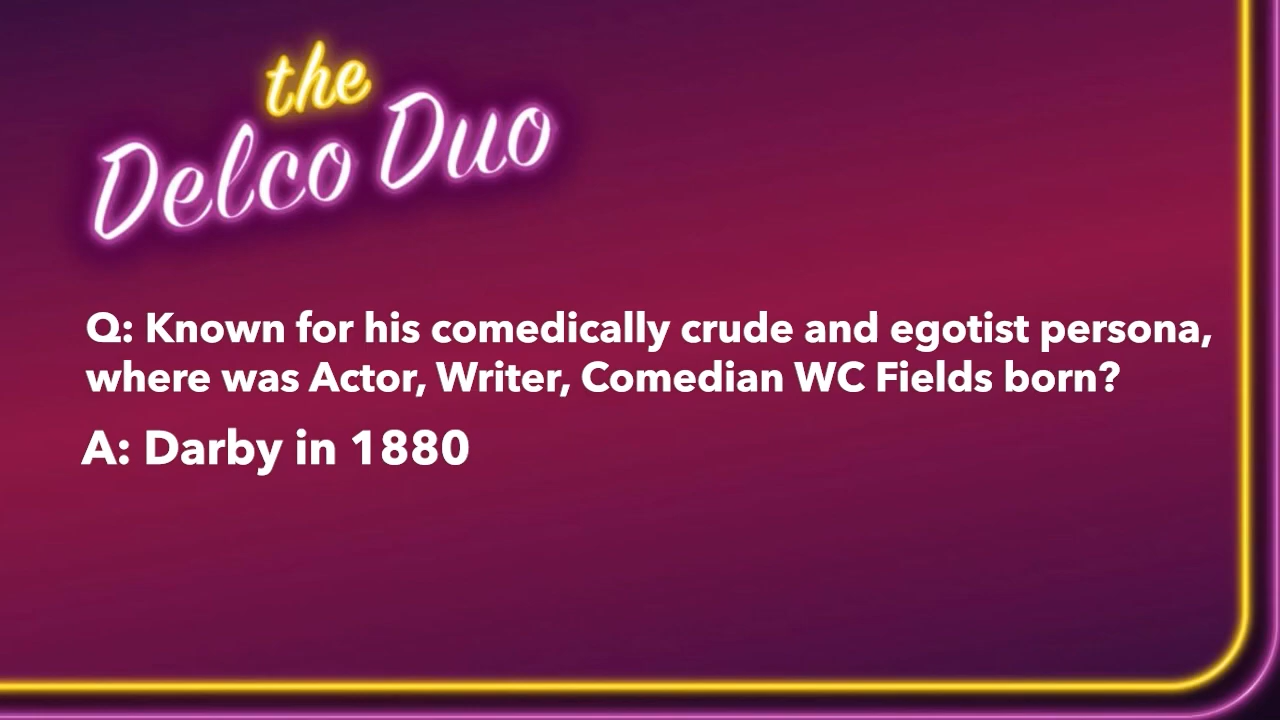 the
Delco Duo
Q: Known for his comedically crude and egotist persona,
where was Actor, Writer, Comedian WC Fields born?
A: Darby in 1880